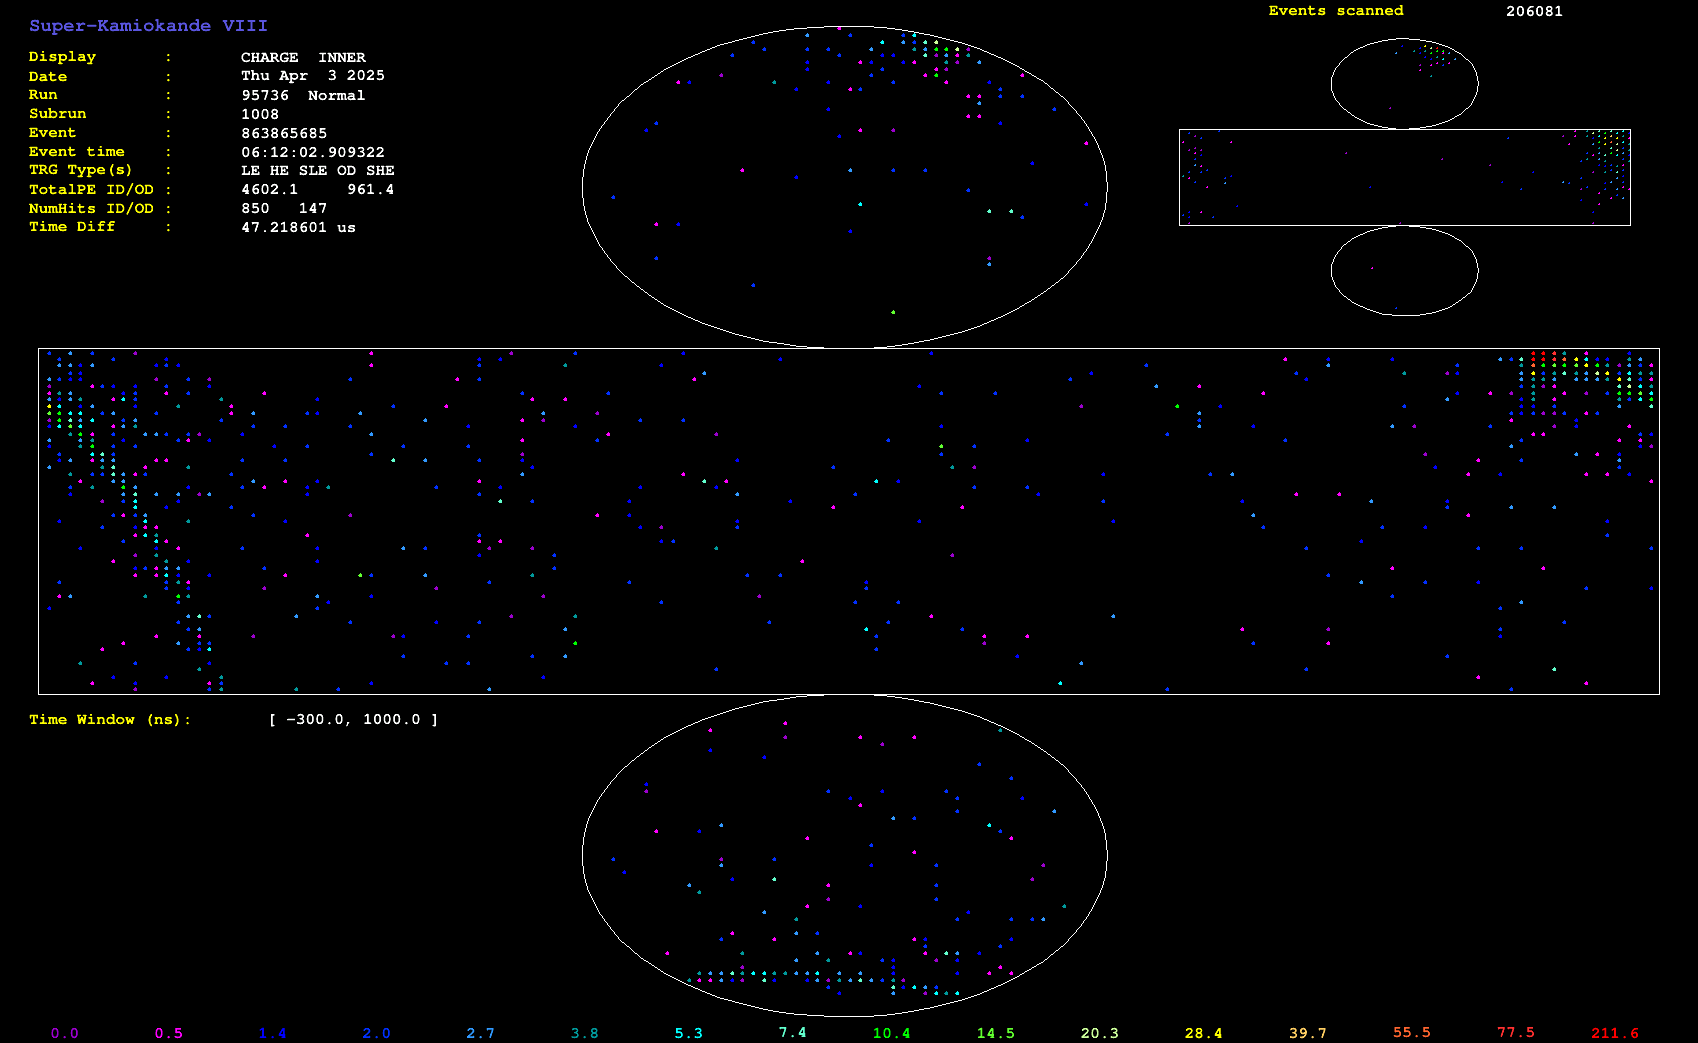 Super-Kamiokande VIII
Events scanned 206081
Display : CHARGE INNER
Date : Thu Apr 3 2025
Run : 95736 Normal
Subrun : 1008
Event : 863865685
Event time : 06:12:02.909322
TRG Type(s) : LE HE SLE OD SHE
TotalPE ID/OD : 4602.1 961.4
NumHits ID/OD : 850 147
Time Diff : 47.218601 us
Time Window (ns): [ -300.0, 1000.0 ]
0.0 0.5 1.4 2.0 2.7 3.8 5.3 7.4 10.4 14.5 20.3 28.4 39.7 55.5 77.5 211.6